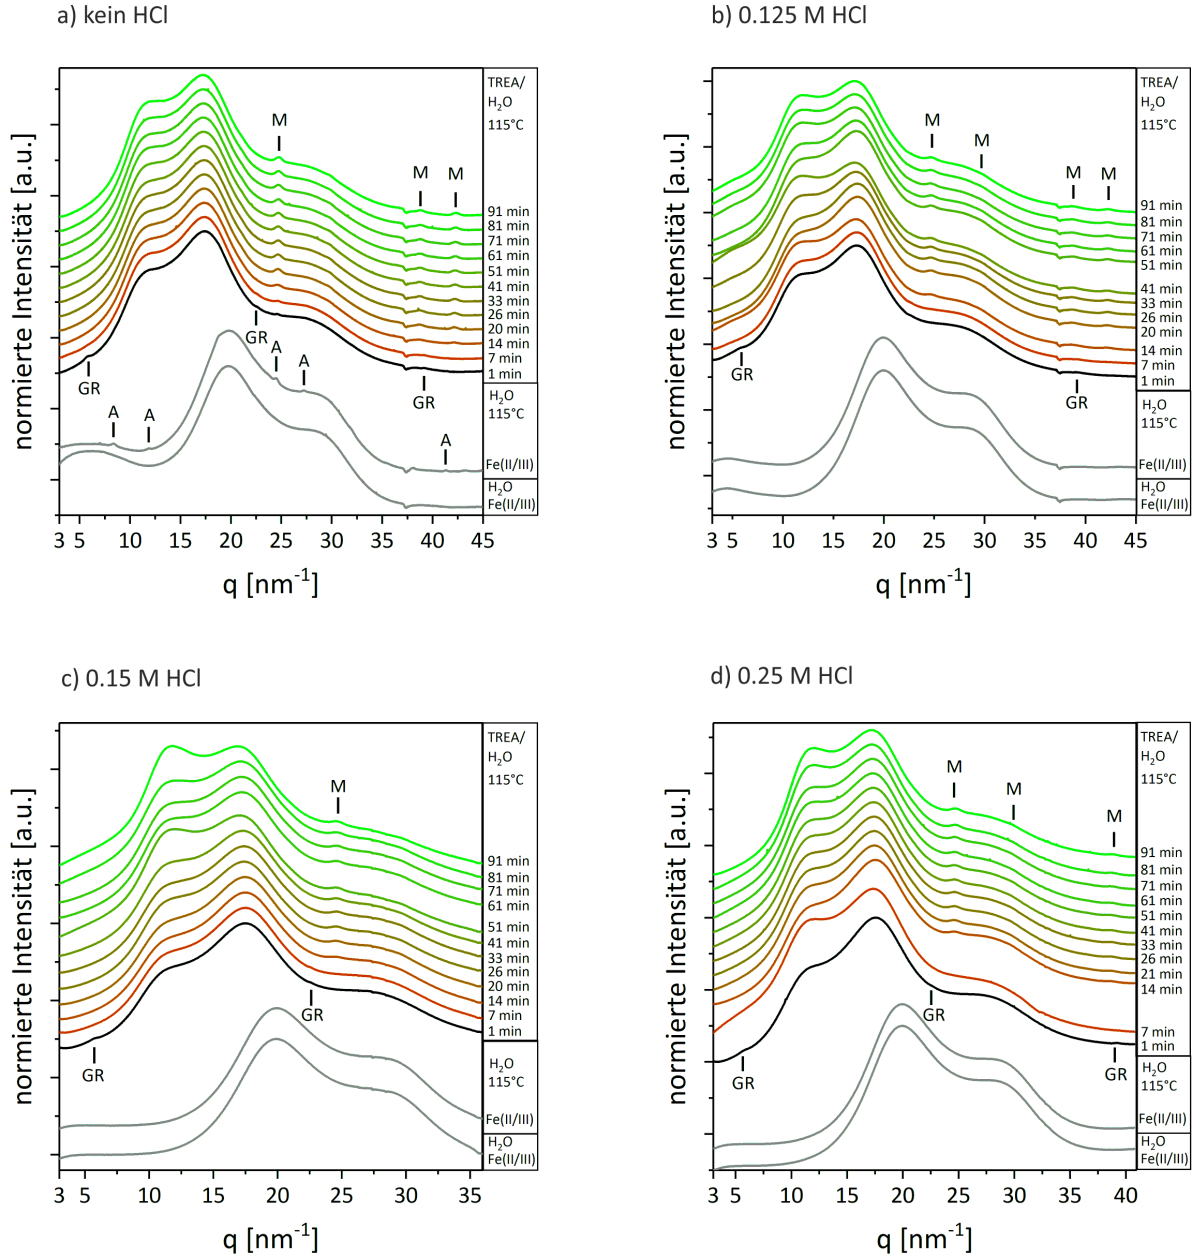 a) kein HCl
normierte Intensität [a.u.]
M
M
M
GR
GR
GR
A
A
A
A
A
TREA/
H₂O
115°C
91 min
81 min
71 min
61 min
51 min
41 min
33 min
26 min
20 min
14 min
7 min
1 min
H₂O
115°C
Fe(II/III)
H₂O
Fe(II/III)
3 5 10 15 20 25 30 35 40 45
q [nm⁻¹]
b) 0.125 M HCl
normierte Intensität [a.u.]
M
M
M
M
GR
GR
TREA/
H₂O
115°C
91 min
81 min
71 min
61 min
51 min
41 min
33 min
26 min
20 min
14 min
7 min
1 min
H₂O
115°C
Fe(II/III)
H₂O
Fe(II/III)
3 5 10 15 20 25 30 35 40 45
q [nm⁻¹]
c) 0.15 M HCl
normierte Intensität [a.u.]
M
GR
GR
TREA/
H₂O
115°C
91 min
81 min
71 min
61 min
51 min
41 min
33 min
26 min
20 min
14 min
7 min
1 min
H₂O
115°C
Fe(II/III)
H₂O
Fe(II/III)
3 5 10 15 20 25 30 35
q [nm⁻¹]
d) 0.25 M HCl
normierte Intensität [a.u.]
M
M
M
GR
GR
GR
TREA/
H₂O
115°C
91 min
81 min
71 min
61 min
51 min
41 min
33 min
26 min
21 min
14 min
7 min
1 min
H₂O
115°C
Fe(II/III)
H₂O
Fe(II/III)
3 5 10 15 20 25 30 35 40
q [nm⁻¹]